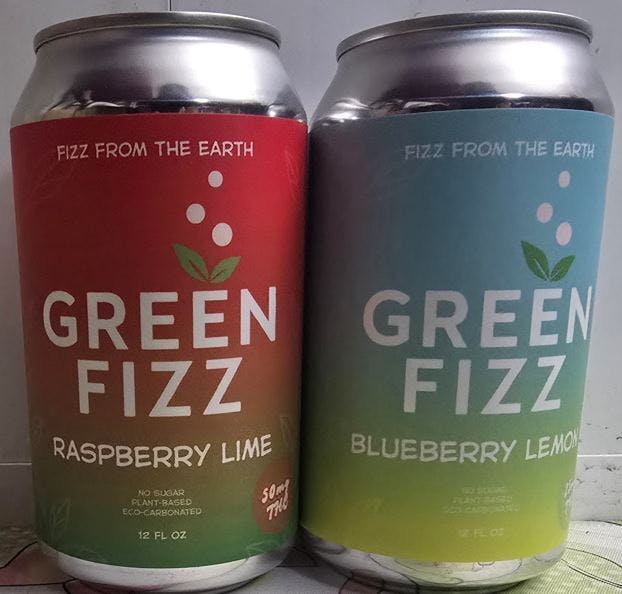 FIZZ FROM THE EARTH
GREEN
FIZZ
RASPBERRY LIME
NO SUGAR
PLANT-BASED
ECO-CARBONATED
12 FL OZ
50mg
THC
FIZZ FROM THE EARTH
GREEN
FIZZ
BLUEBERRY LEMON
NO SUGAR
PLANT-BASED
ECO-CARBONATED
12 FL OZ